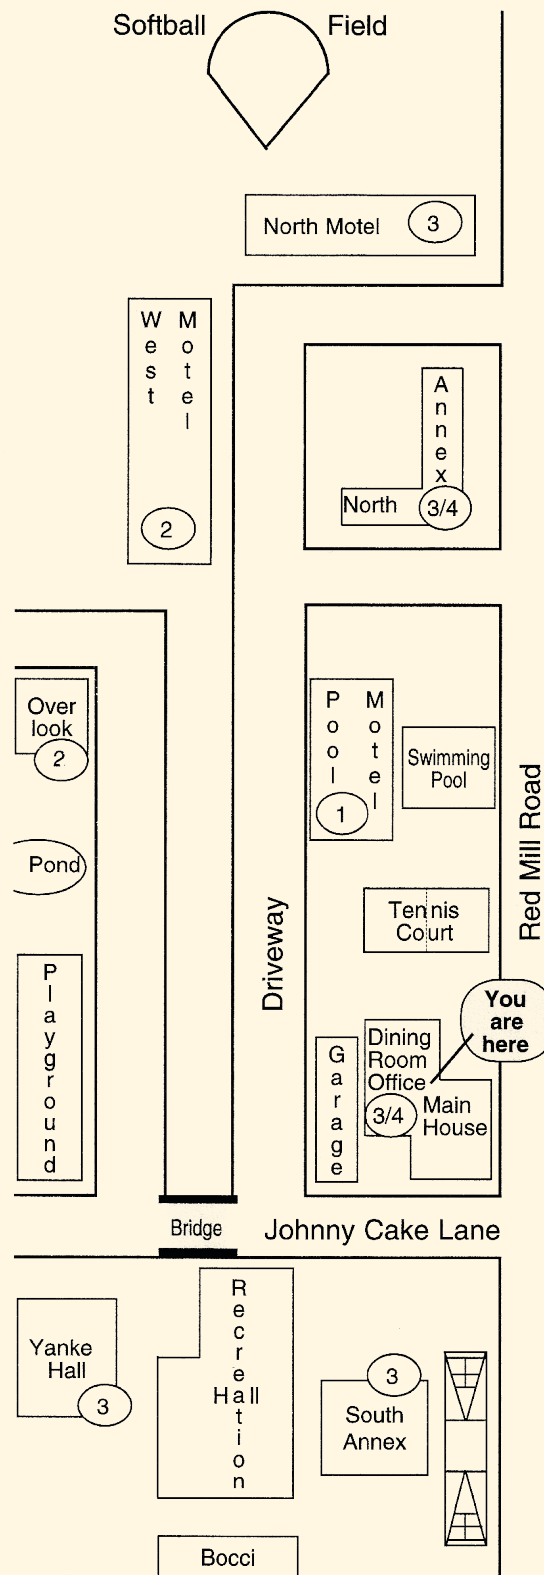 Softball Field
North Motel 3
West Motel
2
Annex
North 3/4
Over
look
2
Pool Motel
1
Swimming
Pool
Pond
Tennis
Court
Red Mill Road
Driveway
Playground
You
are
here
Garage
Dining
Room
Office
3/4
Main
House
Bridge
Johnny Cake Lane
Yanke
Hall
3
Recreation
Hall
3
South
Annex
Bocci